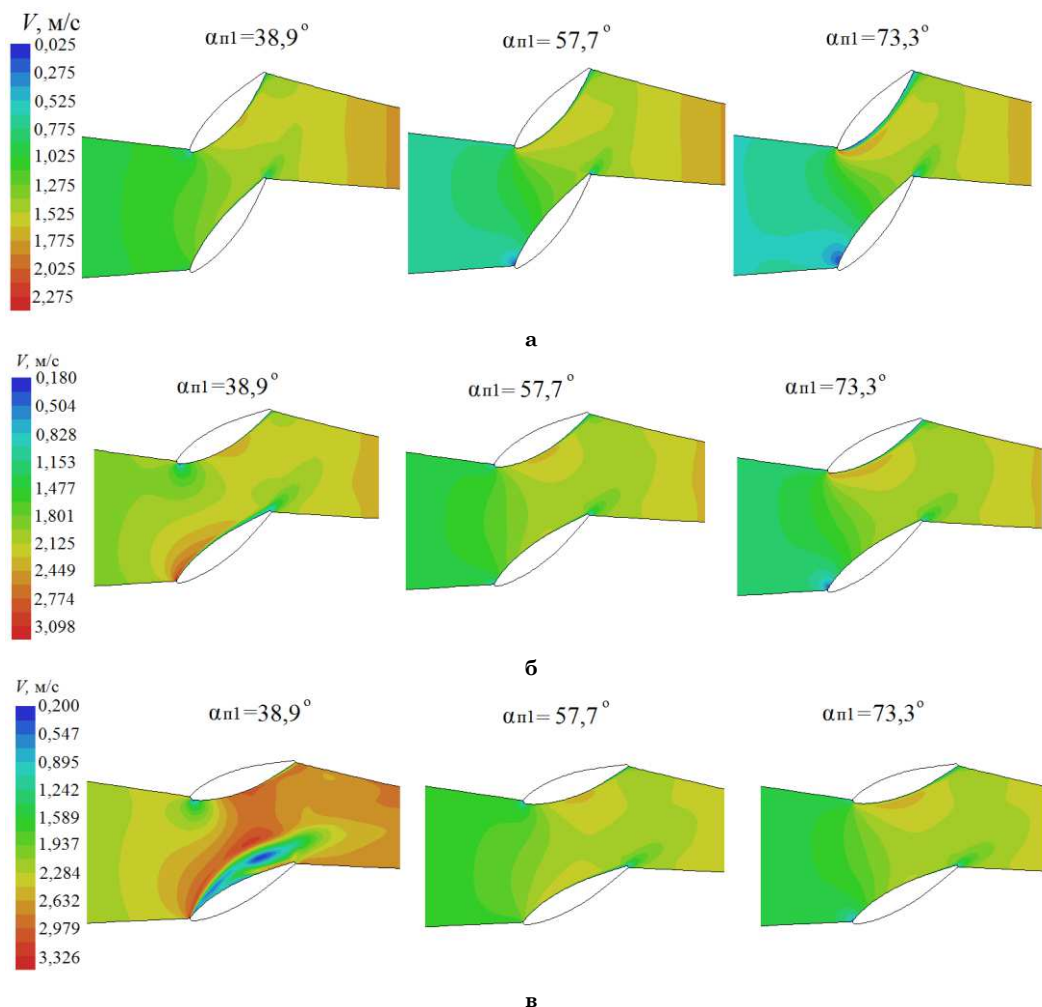 V, м/с
0,025
0,275
0,525
0,775
1,025
1,275
1,525
1,775
2,025
2,275
αп1=38,9°
αп1= 57,7°
αп1=73,3°
а
V, м/с
0,180
0,504
0,828
1,153
1,477
1,801
2,125
2,449
2,774
3,098
αп1=38,9°
αп1= 57,7°
αп1=73,3°
б
V, м/с
0,200
0,547
0,895
1,242
1,589
1,937
2,284
2,632
2,979
3,326
αп1=38,9°
αп1= 57,7°
αп1=73,3°
в